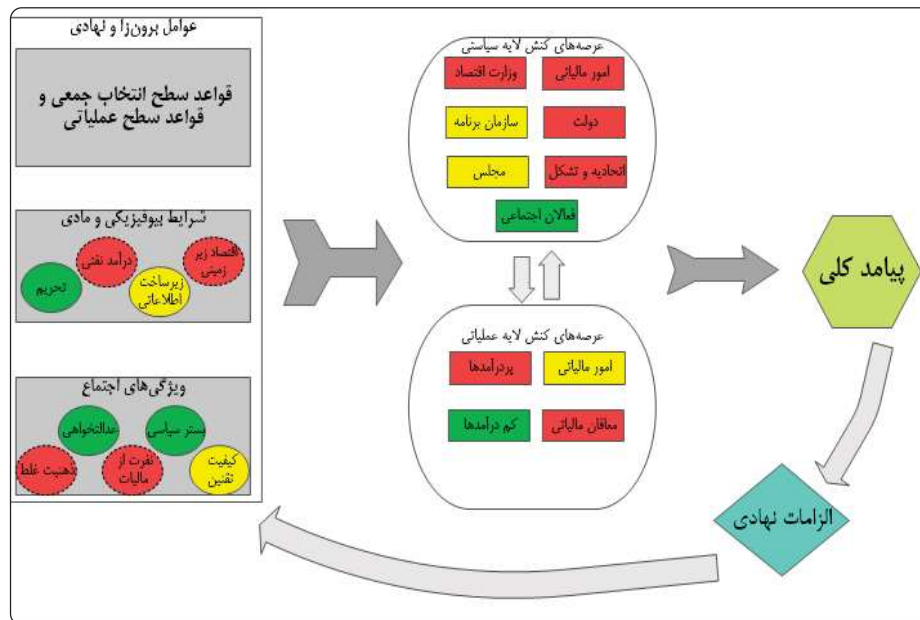 عوامل برون‌زا و نهادی
قواعد سطح انتخاب جمعی و
قواعد سطح عملیاتی
شرایط بیوفیزیکی و مادی
اقتصاد زیر
زمینی
درآمد نفتی
زیرساخت
اطلاعاتی
تحریم
ویژگی‌های اجتماع
بستر سیاسی
عدالتخواهی
کیفیت
تقنین
نفرت از
مالیات
ذهنیت غلط
عرصه‌های کنش لایه سیاستی
امور مالیاتی
وزارت اقتصاد
دولت
سازمان برنامه
اتحادیه و تشکل
مجلس
فعالان اجتماعی
عرصه‌های کنش لایه عملیاتی
امور مالیاتی
پردرآمدها
معافان مالیاتی
کم درآمدها
پیامد کلی
الزامات نهادی